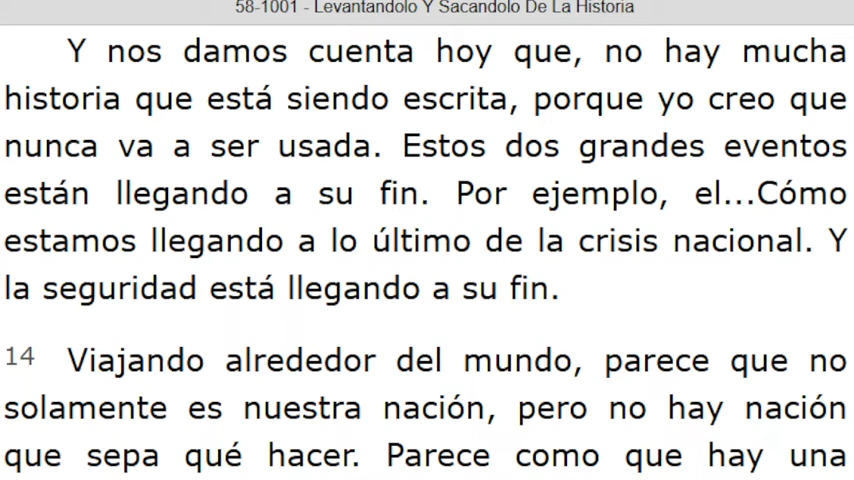 58-1001 - Levantandolo Y Sacandolo De La Historia
Y nos damos cuenta hoy que, no hay mucha
historia que está siendo escrita, porque yo creo que
nunca va a ser usada. Estos dos grandes eventos
están llegando a su fin. Por ejemplo, el...Cómo
estamos llegando a lo último de la crisis nacional. Y
la seguridad está llegando a su fin.
14 Viajando alrededor del mundo, parece que no
solamente es nuestra nación, pero no hay nación
que sepa qué hacer. Parece como que hay una